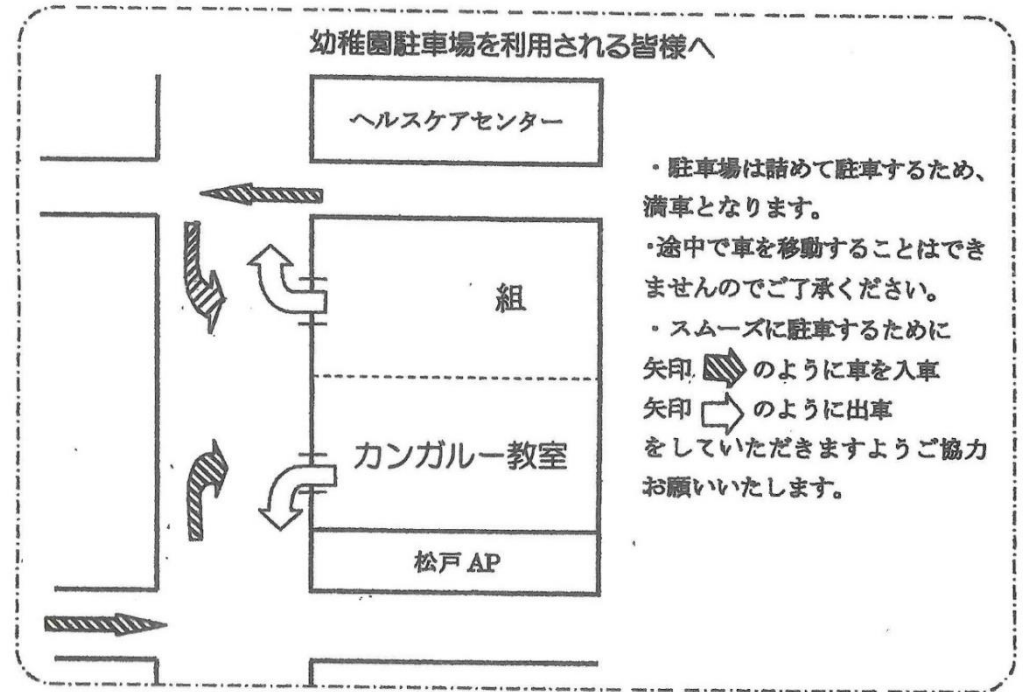 幼稚園駐車場を利用される皆様へ
ヘルスケアセンター
組
カンガルー教室
松戸 AP
・駐車場は詰めて駐車するため、
満車となります。
・途中で車を移動することはでき
ませんのでご了承ください。
・スムーズに駐車するために
矢印 のように車を入車
矢印 のように出車
をしていただきますようご協力
お願いいたします。